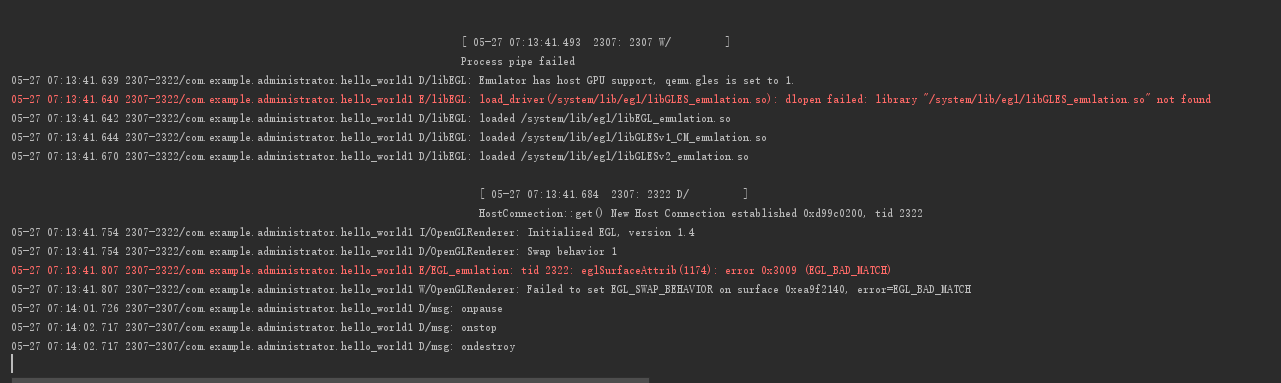 [ 05-27 07:13:41.493  2307: 2307 W/         ]
Process pipe failed
05-27 07:13:41.639 2307-2322/com.example.administrator.hello_world1 D/libEGL: Emulator has host GPU support, qemu.gles is set to 1.
05-27 07:13:41.640 2307-2322/com.example.administrator.hello_world1 E/libEGL: load_driver(/system/lib/egl/libGLES_emulation.so): dlopen failed: library "/system/lib/egl/libGLES_emulation.so" not found
05-27 07:13:41.642 2307-2322/com.example.administrator.hello_world1 D/libEGL: loaded /system/lib/egl/libEGL_emulation.so
05-27 07:13:41.644 2307-2322/com.example.administrator.hello_world1 D/libEGL: loaded /system/lib/egl/libGLESv1_CM_emulation.so
05-27 07:13:41.670 2307-2322/com.example.administrator.hello_world1 D/libEGL: loaded /system/lib/egl/libGLESv2_emulation.so
[ 05-27 07:13:41.684  2307: 2322 D/         ]
HostConnection::get() New Host Connection established 0xd99c0200, tid 2322
05-27 07:13:41.754 2307-2322/com.example.administrator.hello_world1 I/OpenGLRenderer: Initialized EGL, version 1.4
05-27 07:13:41.754 2307-2322/com.example.administrator.hello_world1 D/OpenGLRenderer: Swap behavior 1
05-27 07:13:41.807 2307-2322/com.example.administrator.hello_world1 E/EGL_emulation: tid 2322: eglSurfaceAttrib(1174): error 0x3009 (EGL_BAD_MATCH)
05-27 07:13:41.807 2307-2322/com.example.administrator.hello_world1 W/OpenGLRenderer: Failed to set EGL_SWAP_BEHAVIOR on surface 0xea9f2140, error=EGL_BAD_MATCH
05-27 07:14:01.726 2307-2307/com.example.administrator.hello_world1 D/msg: onpause
05-27 07:14:02.717 2307-2307/com.example.administrator.hello_world1 D/msg: onstop
05-27 07:14:02.717 2307-2307/com.example.administrator.hello_world1 D/msg: ondestroy